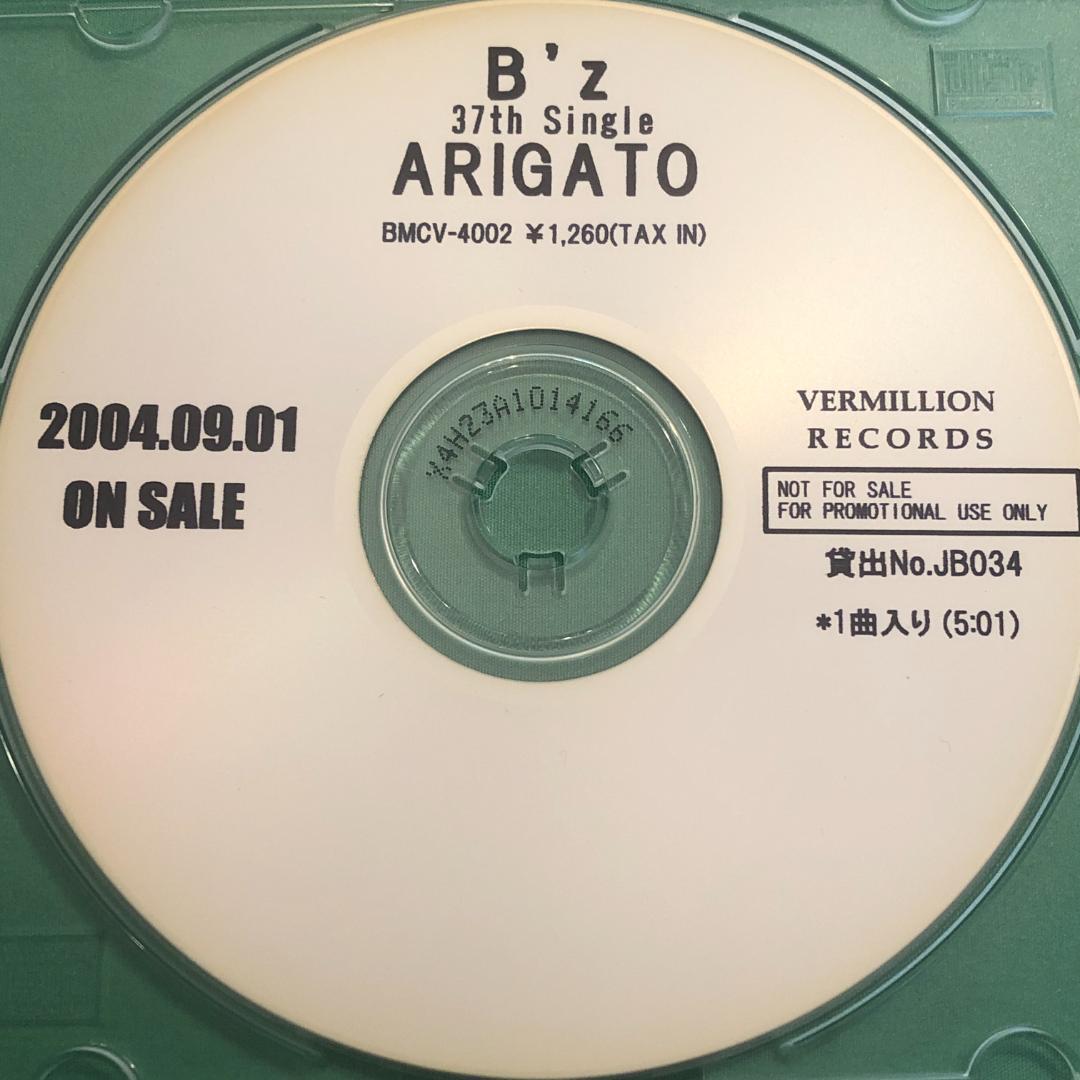 B'z
37th Single
ARIGATO
BMCV-4002 ¥1,260(TAX IN)
2004.09.01
ON SALE
VERMILLION
RECORDS
NOT FOR SALE
FOR PROMOTIONAL USE ONLY
貸出No.JB034
*1曲入り (5:01)
X4H23A1014166